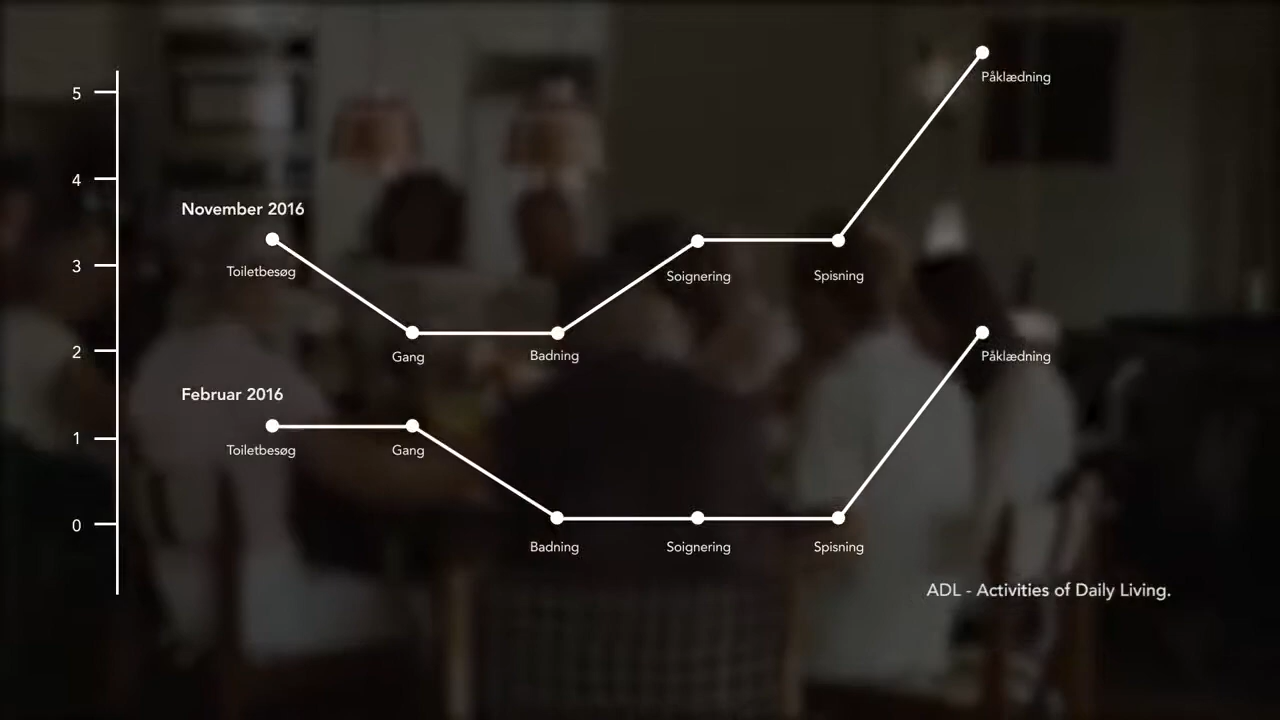 5
Påklædning
4
November 2016
3
Toiletbesøg
Soignering
Spisning
2
Gang
Badning
Påklædning
Februar 2016
1
Toiletbesøg
Gang
0
Badning
Soignering
Spisning
ADL - Activities of Daily Living.